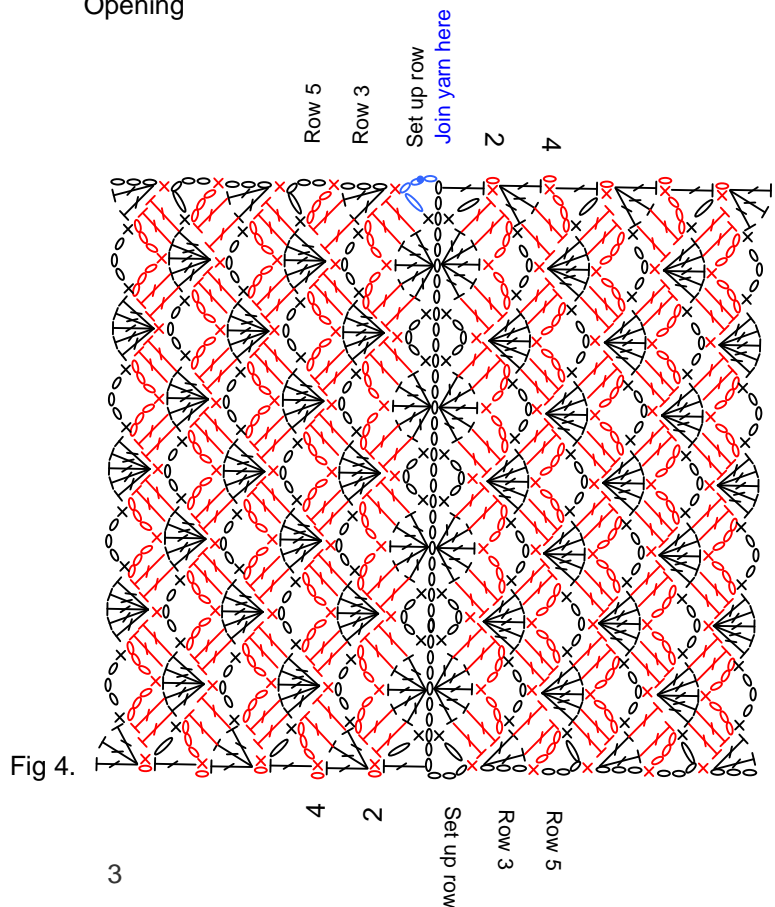 Opening
Row 5
Row 3
Set up row
Join yarn here
2
4
Fig 4.
4
2
Set up row
Row 3
Row 5
3